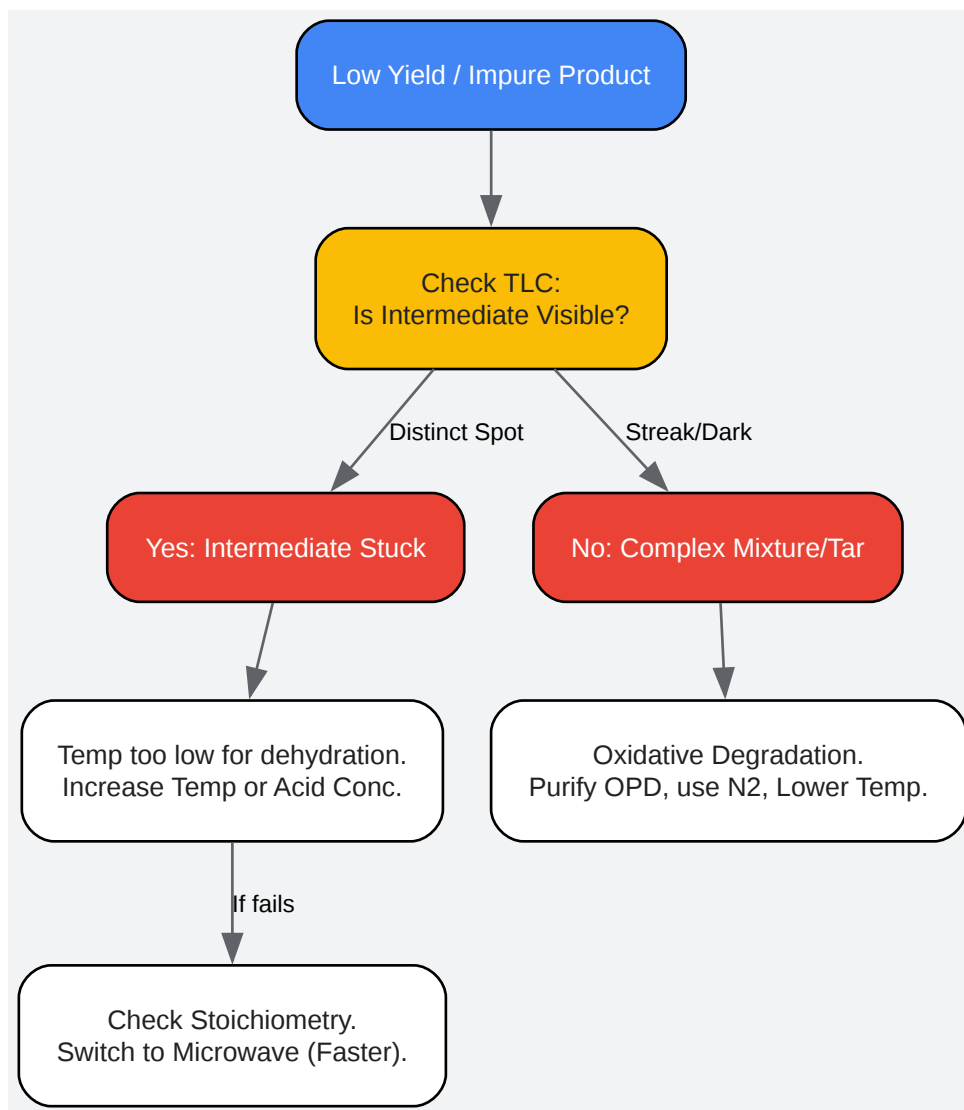 Low Yield / Impure Product
Check TLC:
Is Intermediate Visible?
Distinct Spot
Streak/Dark
Yes: Intermediate Stuck
No: Complex Mixture/Tar
Temp too low for dehydration.
Increase Temp or Acid Conc.
Oxidative Degradation.
Purify OPD, use N2, Lower Temp.
If fails
Check Stoichiometry.
Switch to Microwave (Faster).